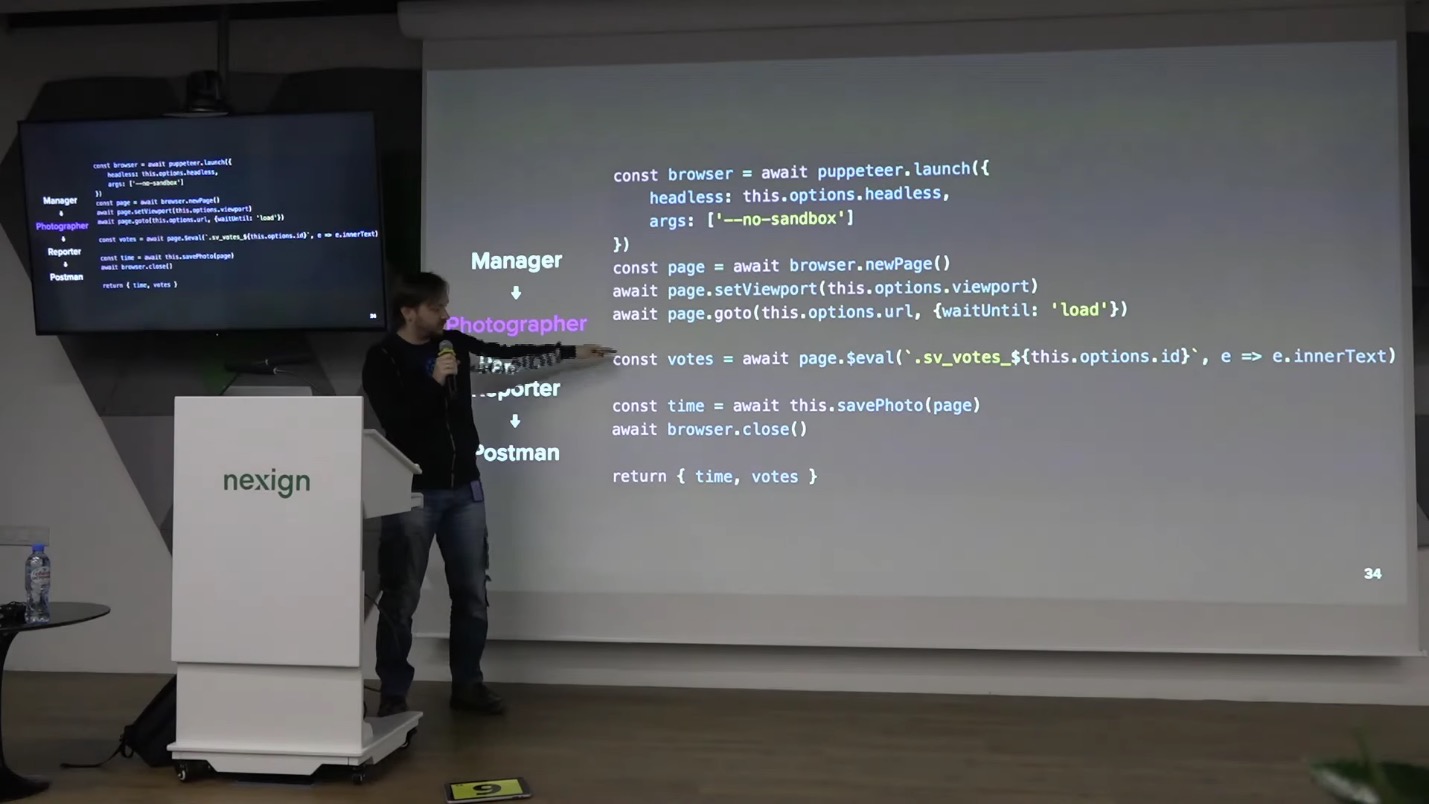 const browser = await puppeteer.launch({
headless: this.options.headless,
args: ['--no-sandbox']
})
const page = await browser.newPage()
await page.setViewport(this.options.viewport)
await page.goto(this.options.url, {waitUntil: 'load'})
const votes = await page.$eval(`.sv_votes_${this.options.id}`, e => e.innerText)
const time = await this.savePhoto(page)
await browser.close()
return { time, votes }
Manager
Photographer
Reporter
Postman
34
const browser = await puppeteer.launch({
headless: this.options.headless,
args: ['--no-sandbox']
})
Manager
const page = await browser.newPage()
await page.setViewport(this.options.viewport)
Photographer
await page.goto(this.options.url, {waitUntil: 'load'})
const votes = await page.$eval(`.sv_votes_${this.options.id}`, e => e.innerText)
Reporter
const time = await this.savePhoto(page)
await browser.close()
Postman
return { time, votes }
34
nexign
6